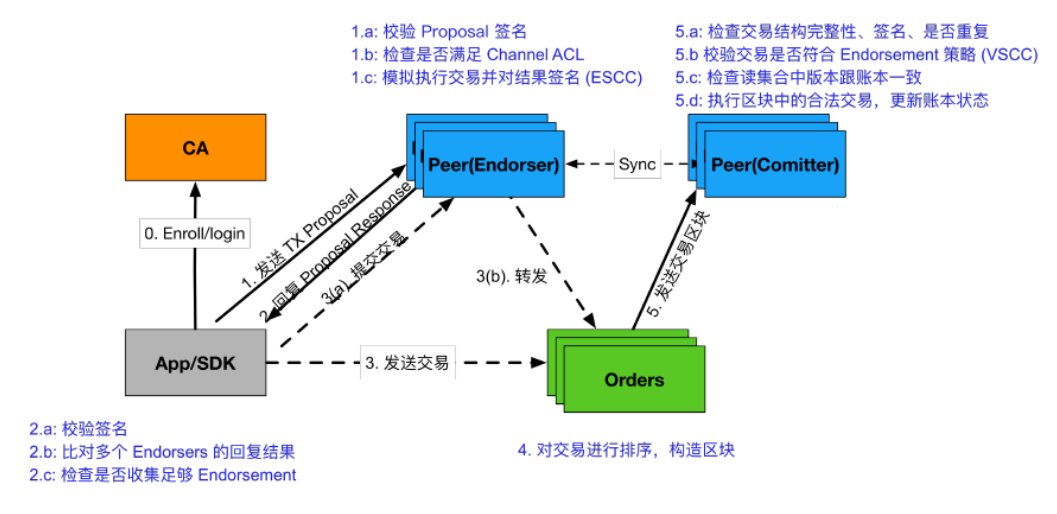 1.a: 校验 Proposal 签名
1.b: 检查是否满足 Channel ACL
1.c: 模拟执行交易并对结果签名 (ESCC)
5.a: 检查交易结构完整性、签名、是否重复
5.b 校验交易是否符合 Endorsement 策略 (VSCC)
5.c: 检查读集合中版本跟账本一致
5.d: 执行区块中的合法交易，更新账本状态
CA
Peer(Endorser)
Sync
Peer(Comitter)
0. Enroll/login
1. 发送 TX Proposal
2. 回复 Proposal Response
3(a). 提交交易
3(b). 转发
5. 发送交易区块
App/SDK
3. 发送交易
Orders
2.a: 校验签名
2.b: 比对多个 Endorsers 的回复结果
2.c: 检查是否收集足够 Endorsement
4. 对交易进行排序，构造区块